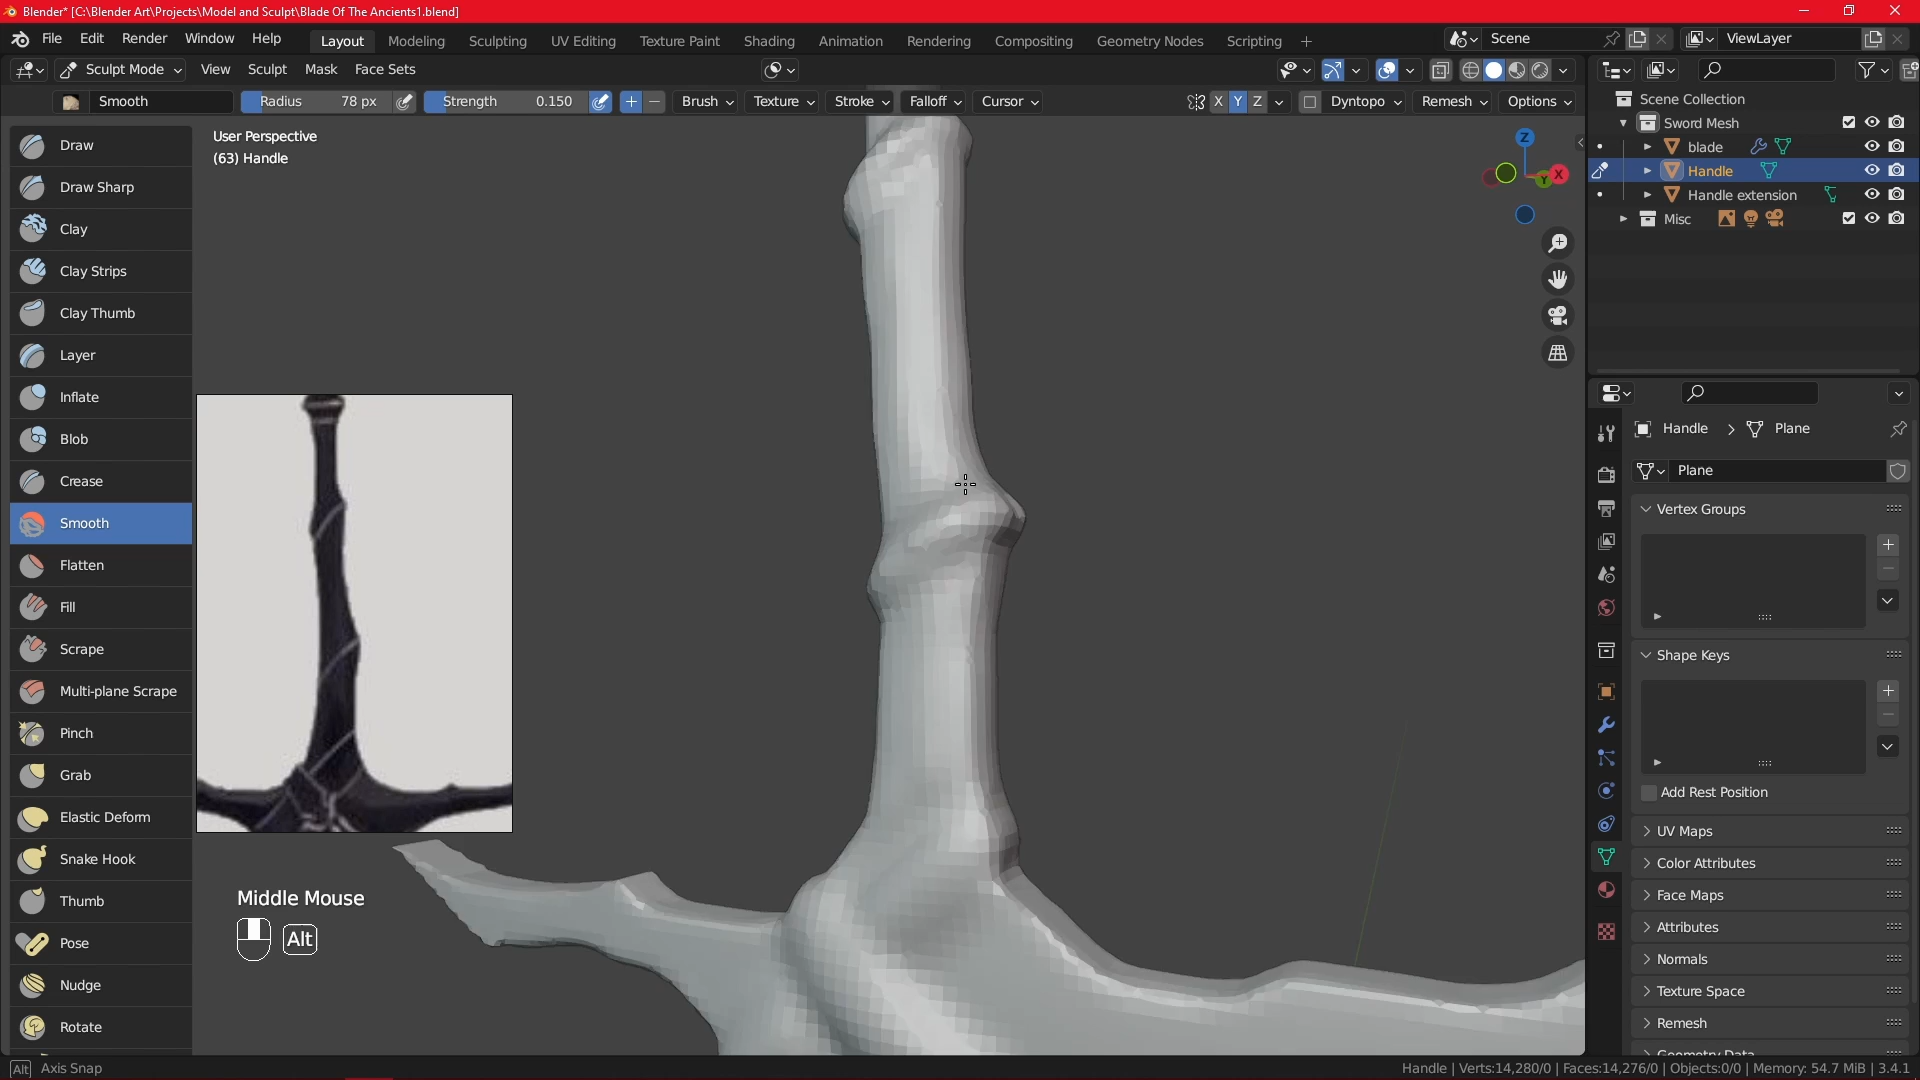 Blender* [C:\Blender Art\Projects\Model and Sculpt\Blade Of The Ancients1.blend]
File Edit Render Window Help Layout Modeling Sculpting UV Editing Texture Paint Shading Animation Rendering Compositing Geometry Nodes Scripting + Scene ViewLayer
Sculpt Mode View Sculpt Mask Face Sets
Smooth Radius 78 px Strength 0.150 + − Brush Texture Stroke Falloff Cursor X Y Z Dyntopo Remesh Options
User Perspective
(63) Handle
Draw
Draw Sharp
Clay
Clay Strips
Clay Thumb
Layer
Inflate
Blob
Crease
Smooth
Flatten
Fill
Scrape
Multi-plane Scrape
Pinch
Grab
Elastic Deform
Snake Hook
Thumb
Pose
Nudge
Rotate
Z
X
Y
Middle Mouse
Alt
Scene Collection
Sword Mesh
blade
Handle
Handle extension
Misc
Handle > Plane
Plane
Vertex Groups
Shape Keys
Add Rest Position
UV Maps
Color Attributes
Face Maps
Attributes
Normals
Texture Space
Remesh
Geometry Data
Alt Axis Snap
Handle | Verts:14,280/0 | Faces:14,276/0 | Objects:0/0 | Memory: 54.7 MiB | 3.4.1